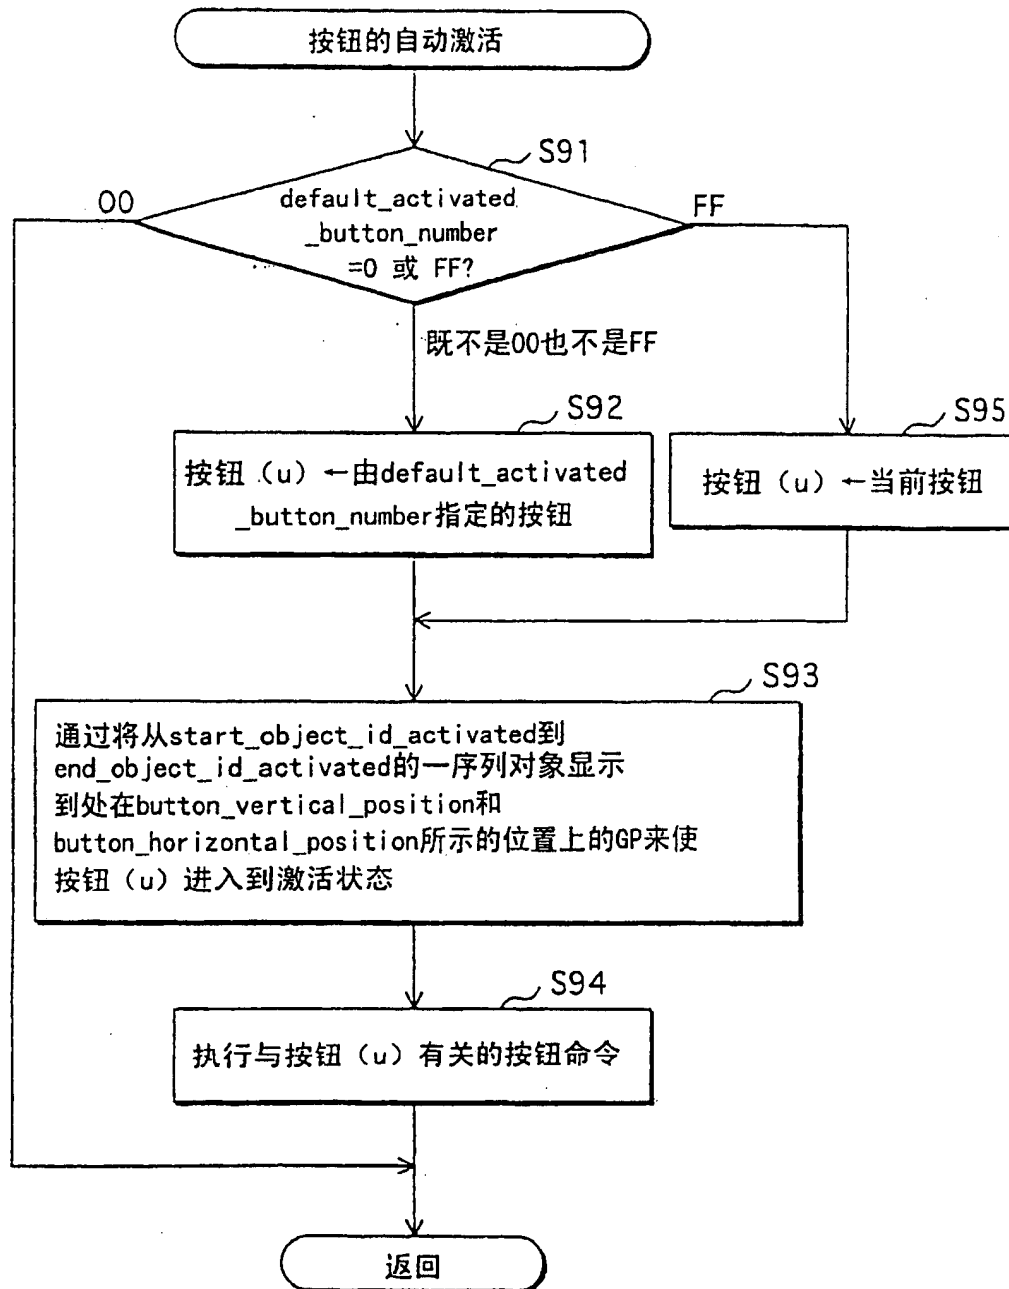 按钮的自动激活
S91
00
default_activated
_button_number
=0 或 FF?
FF
既不是00也不是FF
S92
按钮（u）←由default_activated
_button_number指定的按钮
S95
按钮（u）←当前按钮
S93
通过将从start_object_id_activated到
end_object_id_activated的一序列对象显示
到处在button_vertical_position和
button_horizontal_position所示的位置上的GP来使
按钮（u）进入到激活状态
S94
执行与按钮（u）有关的按钮命令
返回